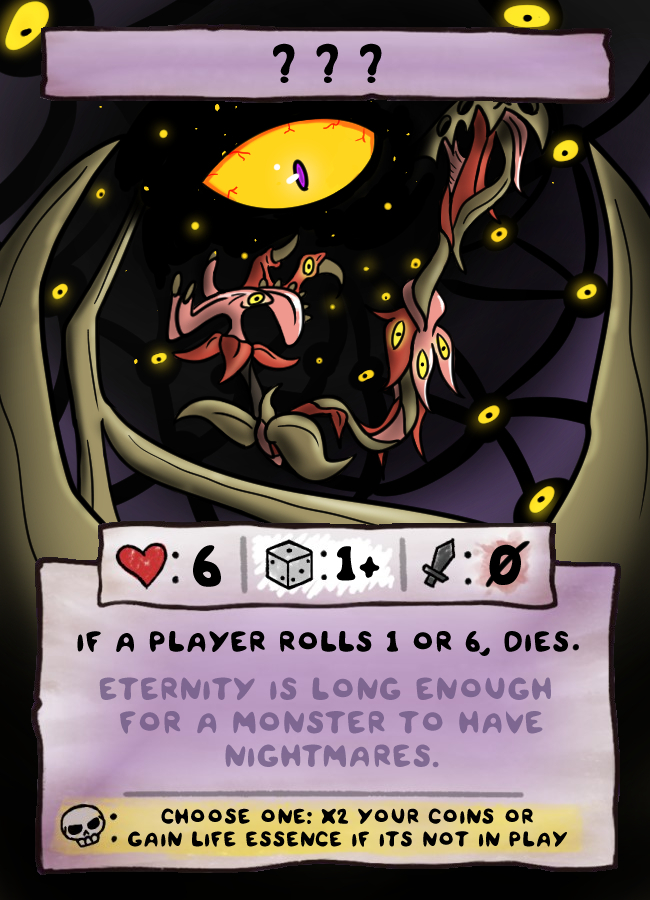 ? ? ?
: 6 | : 1+ | : 0
IF A PLAYER ROLLS 1 OR 6, DIES.
ETERNITY IS LONG ENOUGH
FOR A MONSTER TO HAVE
NIGHTMARES.
: CHOOSE ONE: X2 YOUR COINS OR
GAIN LIFE ESSENCE IF ITS NOT IN PLAY